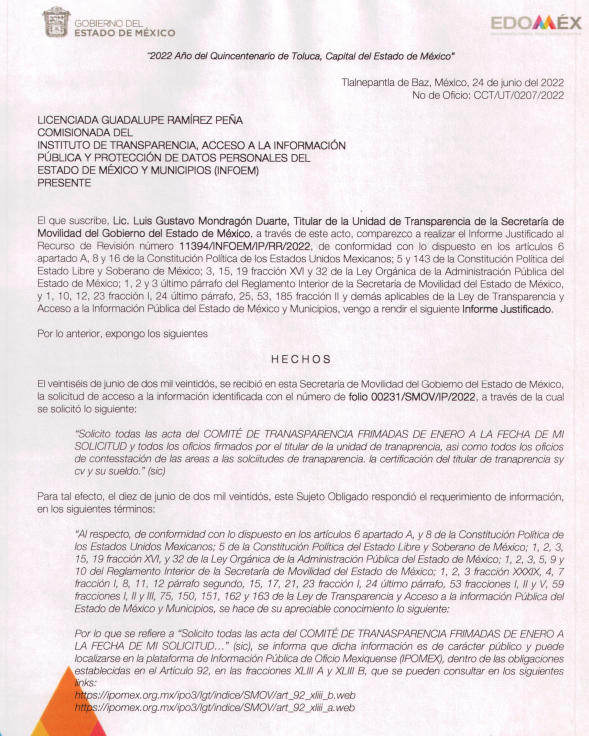 GOBIERNO DEL
ESTADO DE MÉXICO
EDOMÉX
"2022 Año del Quincentenario de Toluca, Capital del Estado de México"
Tlalnepantla de Baz, México, 24 de junio del 2022
No de Oficio: CCT/UT/0207/2022
LICENCIADA GUADALUPE RAMÍREZ PEÑA
COMISIONADA DEL
INSTITUTO DE TRANSPARENCIA, ACCESO A LA INFORMACIÓN
PÚBLICA Y PROTECCIÓN DE DATOS PERSONALES DEL
ESTADO DE MÉXICO Y MUNICIPIOS (INFOEM)
PRESENTE
El que suscribe, Lic. Luis Gustavo Mondragón Duarte, Titular de la Unidad de Transparencia de la Secretaría de
Movilidad del Gobierno del Estado de México, a través de este acto, comparezco a realizar el Informe Justificado al
Recurso de Revisión número 11394/INFOEM/IP/RR/2022, de conformidad con lo dispuesto en los artículos 6
apartado A, 8 y 16 de la Constitución Política de los Estados Unidos Mexicanos; 5 y 143 de la Constitución Política del
Estado Libre y Soberano de México; 3, 15, 19 fracción XVI y 32 de la Ley Orgánica de la Administración Pública del
Estado de México; 1, 2 y 3 último párrafo del Reglamento Interior de la Secretaría de Movilidad del Estado de México,
y 1, 10, 12, 23 fracción I, 24 último párrafo, 25, 53, 185 fracción II y demás aplicables de la Ley de Transparencia y
Acceso a la Información Pública del Estado de México y Municipios, vengo a rendir el siguiente Informe Justificado.
Por lo anterior, expongo los siguientes
H E C H O S
El veintiséis de junio de dos mil veintidós, se recibió en esta Secretaría de Movilidad del Gobierno del Estado de México,
la solicitud de acceso a la información identificada con el número de folio 00231/SMOV/IP/2022, a través de la cual
se solicitó lo siguiente:
"Solicito todas las acta del COMITÉ DE TRANASPARENCIA FRIMADAS DE ENERO A LA FECHA DE MI
SOLICITUD y todos los oficios firmados por el titular de la unidad de tranaprencia, asi como todos los oficios
de contesstación de las areas a las solciitudes de transparencia. la certificación del titular de tranaprencia sy
cv y su sueldo." (sic)
Para tal efecto, el diez de junio de dos mil veintidós, este Sujeto Obligado respondió el requerimiento de información,
en los siguientes términos:
"Al respecto, de conformidad con lo dispuesto en los artículos 6 apartado A, y 8 de la Constitución Política de
los Estados Unidos Mexicanos; 5 de la Constitución Política del Estado Libre y Soberano de México; 1, 2, 3,
15, 19 fracción XVI, y 32 de la Ley Orgánica de la Administración Pública del Estado de México; 1, 2, 3, 5, 9 y
10 del Reglamento Interior de la Secretaría de Movilidad del Estado de México; 1, 2, 3 fracción XXXIX, 4, 7
fracción I, 8, 11, 12 párrafo segundo, 15, 17, 21, 23 fracción I, 24 último párrafo, 53 fracciones I, II y V, 59
fracciones I, II y III, 75, 150, 151, 162 y 163 de la Ley de Transparencia y Acceso a la información Pública del
Estado de México y Municipios, se hace de su apreciable conocimiento lo siguiente:
Por lo que se refiere a "Solicito todas las acta del COMITÉ DE TRANASPARENCIA FRIMADAS DE ENERO A
LA FECHA DE MI SOLICITUD…" (sic), se informa que dicha información es de carácter público y puede
localizarse en la plataforma de Información Pública de Oficio Mexiquense (IPOMEX), dentro de las obligaciones
establecidas en el Artículo 92, en las fracciones XLIII A y XLIII B, que se pueden consultar en los siguientes
links:
https://ipomex.org.mx/ipo3/lgt/indice/SMOV/art_92_xliii_b.web
https://ipomex.org.mx/ipo3/lgt/indice/SMOV/art_92_xliii_a.web